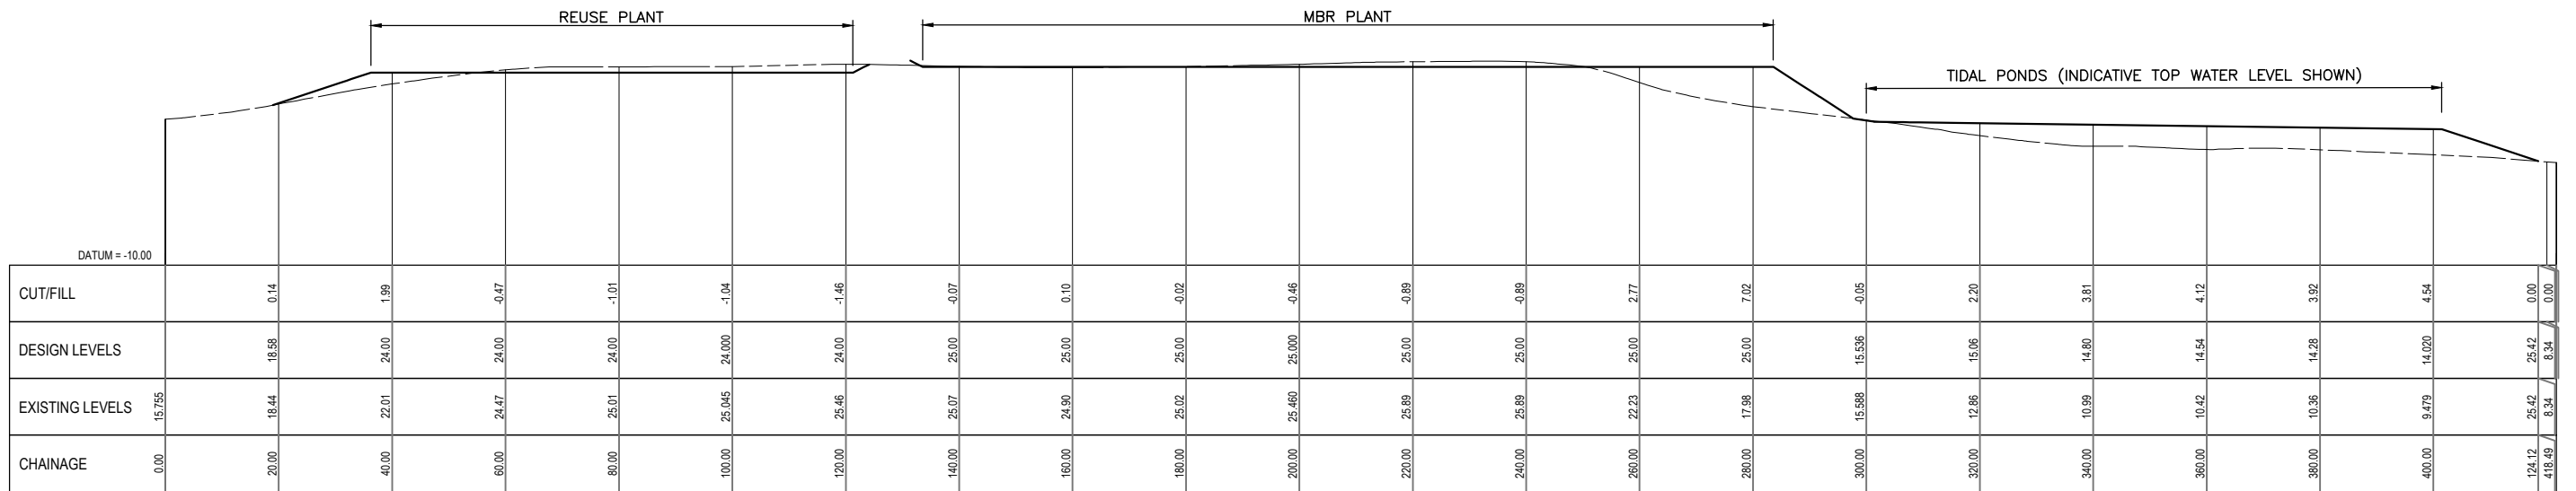 REUSE PLANT
MBR PLANT
TIDAL PONDS (INDICATIVE TOP WATER LEVEL SHOWN)
DATUM = -10.00
CUT/FILL 0.14 1.99 -0.47 -1.01 -1.04 -1.46 -0.07 0.10 -0.02 -0.46 -0.89 -0.89 2.77 7.02 -0.05 2.20 3.81 4.12 3.92 4.54 0.00 0.00
DESIGN LEVELS 18.58 24.00 24.00 24.00 24.000 24.00 25.00 25.00 25.00 25.000 25.00 25.00 25.00 25.00 15.536 15.06 14.80 14.54 14.28 14.020 25.42 8.34
EXISTING LEVELS 15.755 18.44 22.01 24.47 25.01 25.045 25.46 25.07 24.90 25.02 25.460 25.89 25.89 22.23 17.98 15.588 12.86 10.99 10.42 10.36 9.479 25.42 8.34
CHAINAGE 0.00 20.00 40.00 60.00 80.00 100.00 120.00 140.00 160.00 180.00 200.00 220.00 240.00 260.00 280.00 300.00 320.00 340.00 360.00 380.00 400.00 124.12 418.49